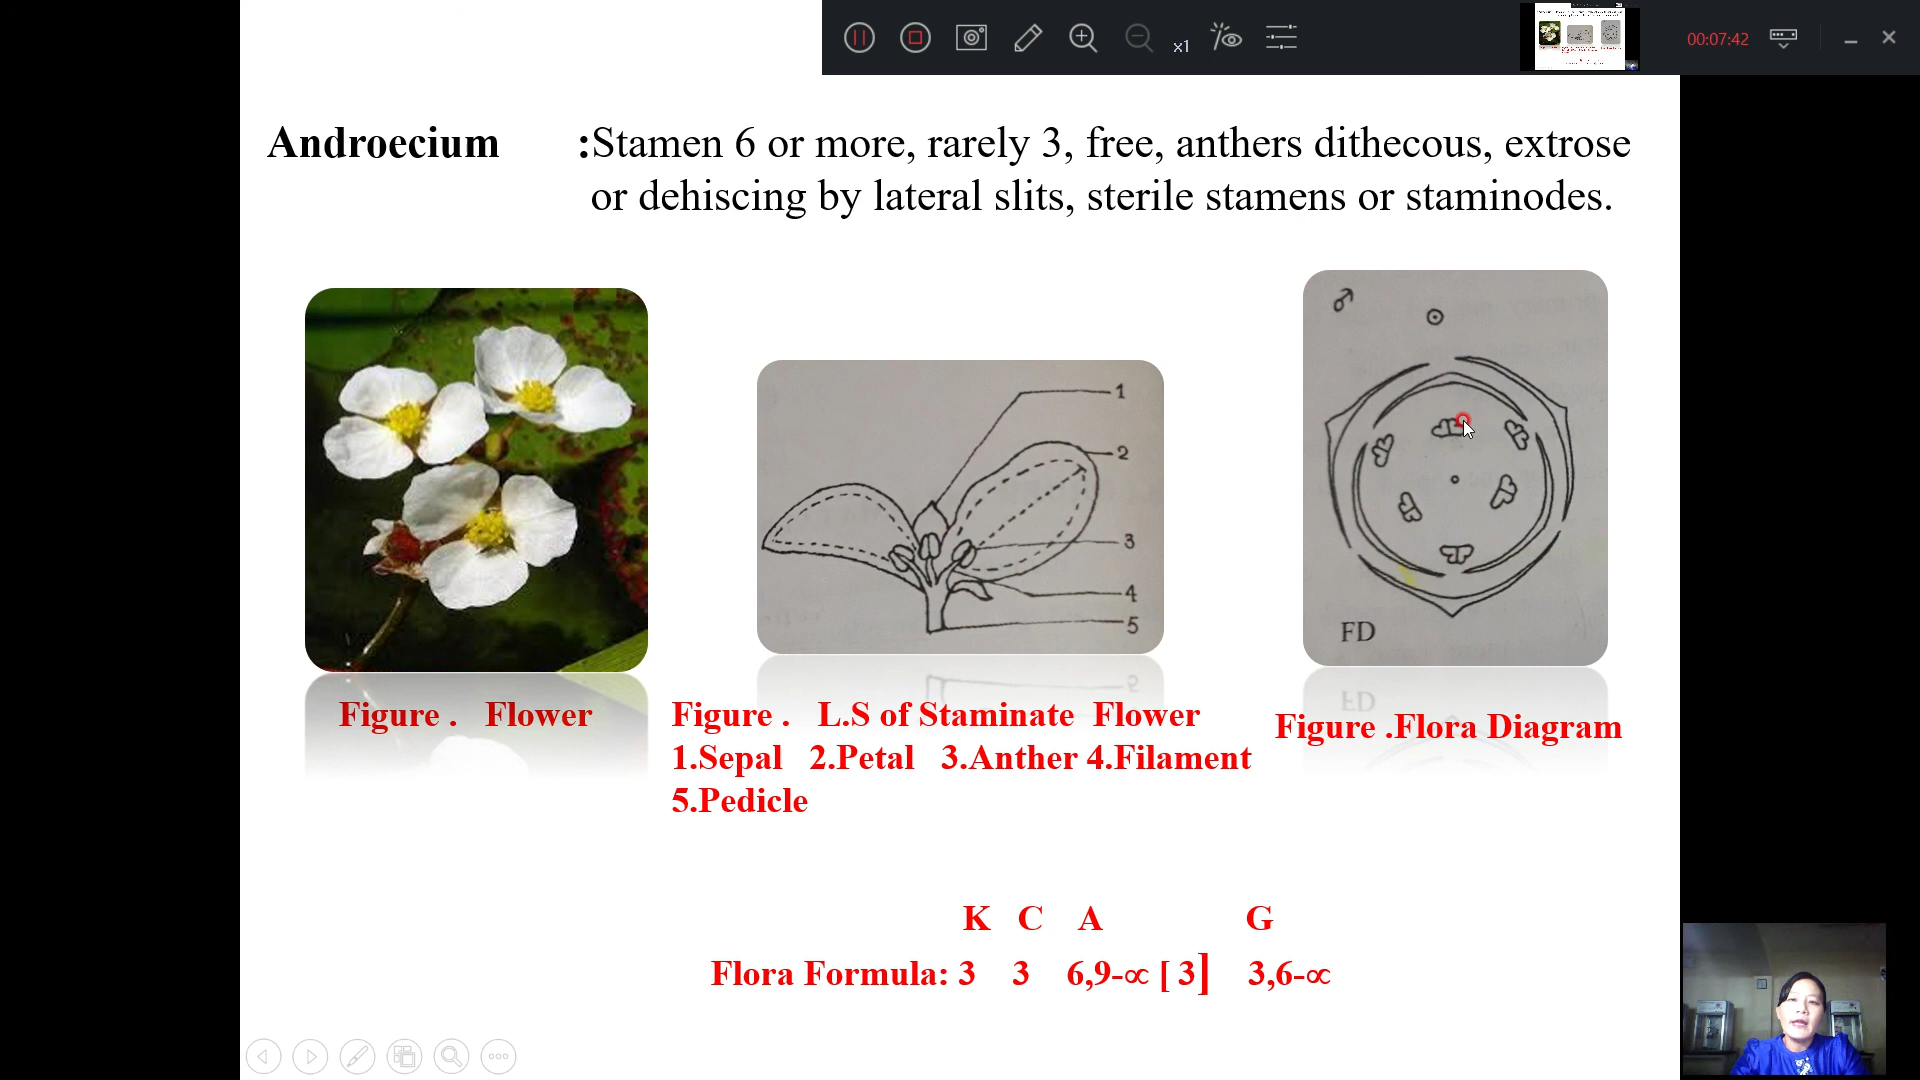 x1
00:07:42
Androecium :Stamen 6 or more, rarely 3, free, anthers dithecous, extrose
or dehiscing by lateral slits, sterile stamens or staminodes.
1
2
3
4
5
♂
FD
Figure . Flower
Figure . L.S of Staminate Flower
1.Sepal 2.Petal 3.Anther 4.Filament
5.Pedicle
Figure .Flora Diagram
K C A G
Flora Formula: 3 3 6,9-∝ [ 3] 3,6-∝